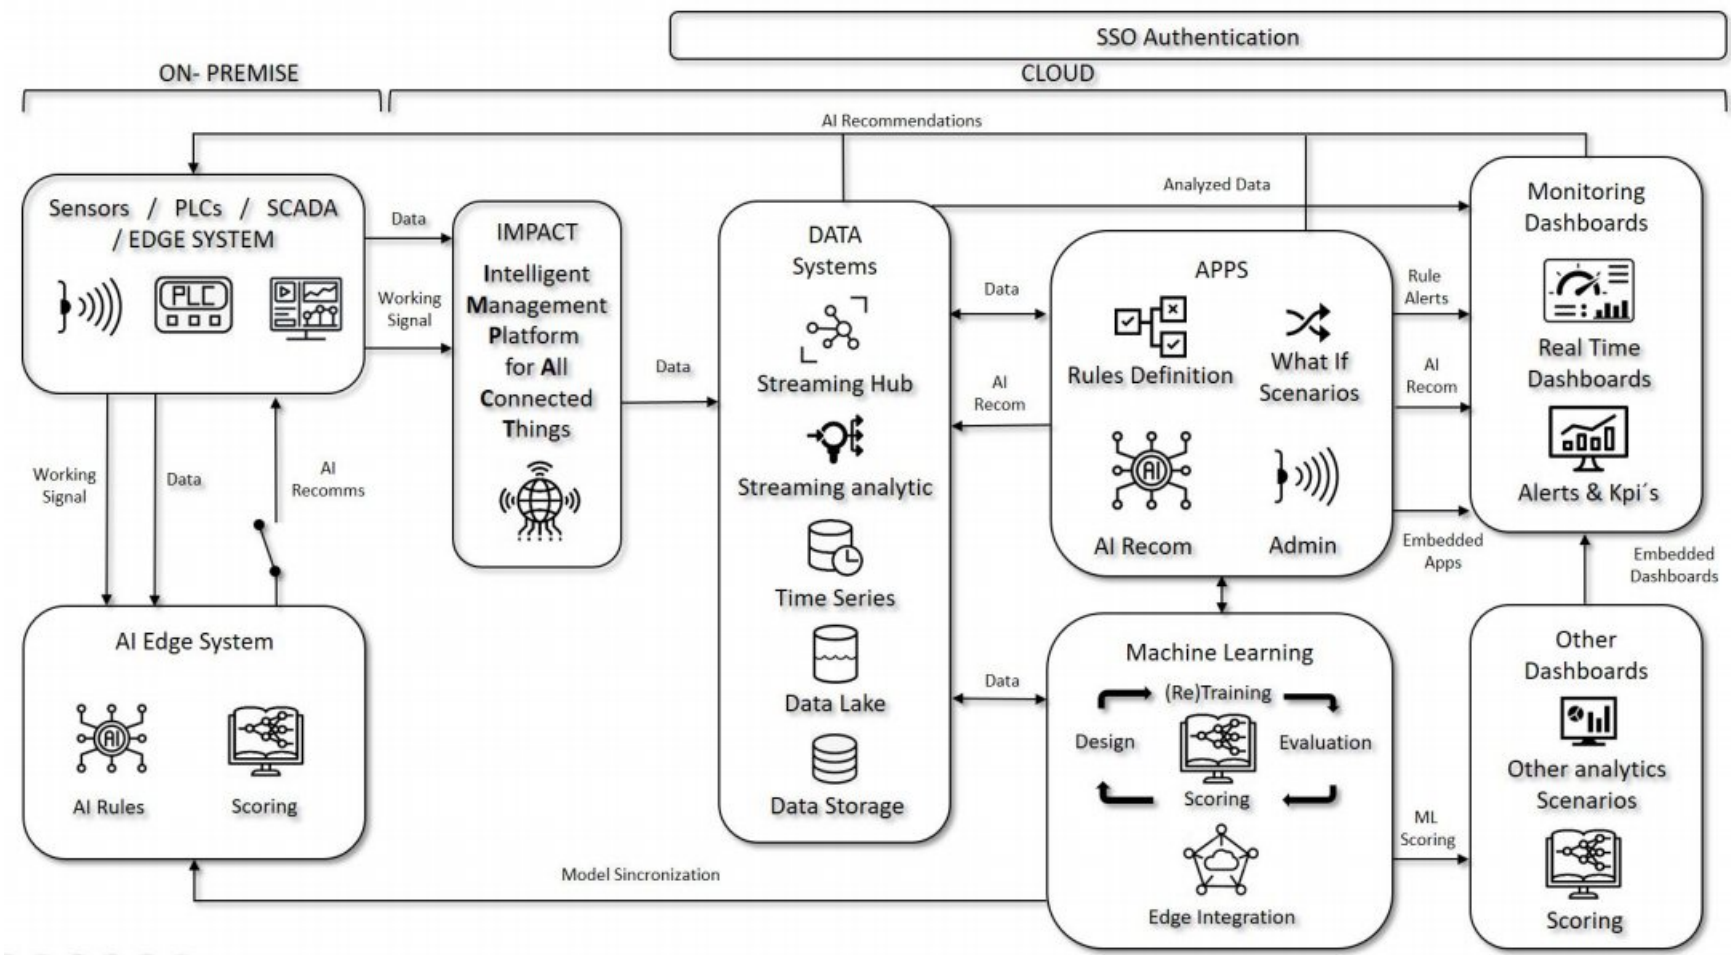 SSO Authentication
ON- PREMISE
CLOUD
AI Recommendations
Sensors / PLCs / SCADA
/ EDGE SYSTEM
PLC
Data
Working
Signal
Working
Signal
Data
AI
Recomms
AI Edge System
AI
AI Rules
Scoring
IMPACT
Intelligent
Management
Platform
for All
Connected
Things
Data
DATA
Systems
Streaming Hub
Streaming analytic
Time Series
Data Lake
Data Storage
Analyzed Data
Data
AI
Recom
Data
APPS
Rules Definition
What If
Scenarios
AI
AI Recom
Admin
Rule
Alerts
AI
Recom
Embedded
Apps
Machine Learning
(Re)Training
Design
Evaluation
Scoring
Edge Integration
Model Sincronization
ML
Scoring
Monitoring
Dashboards
Real Time
Dashboards
Alerts & Kpi´s
Embedded
Dashboards
Other
Dashboards
Other analytics
Scenarios
Scoring